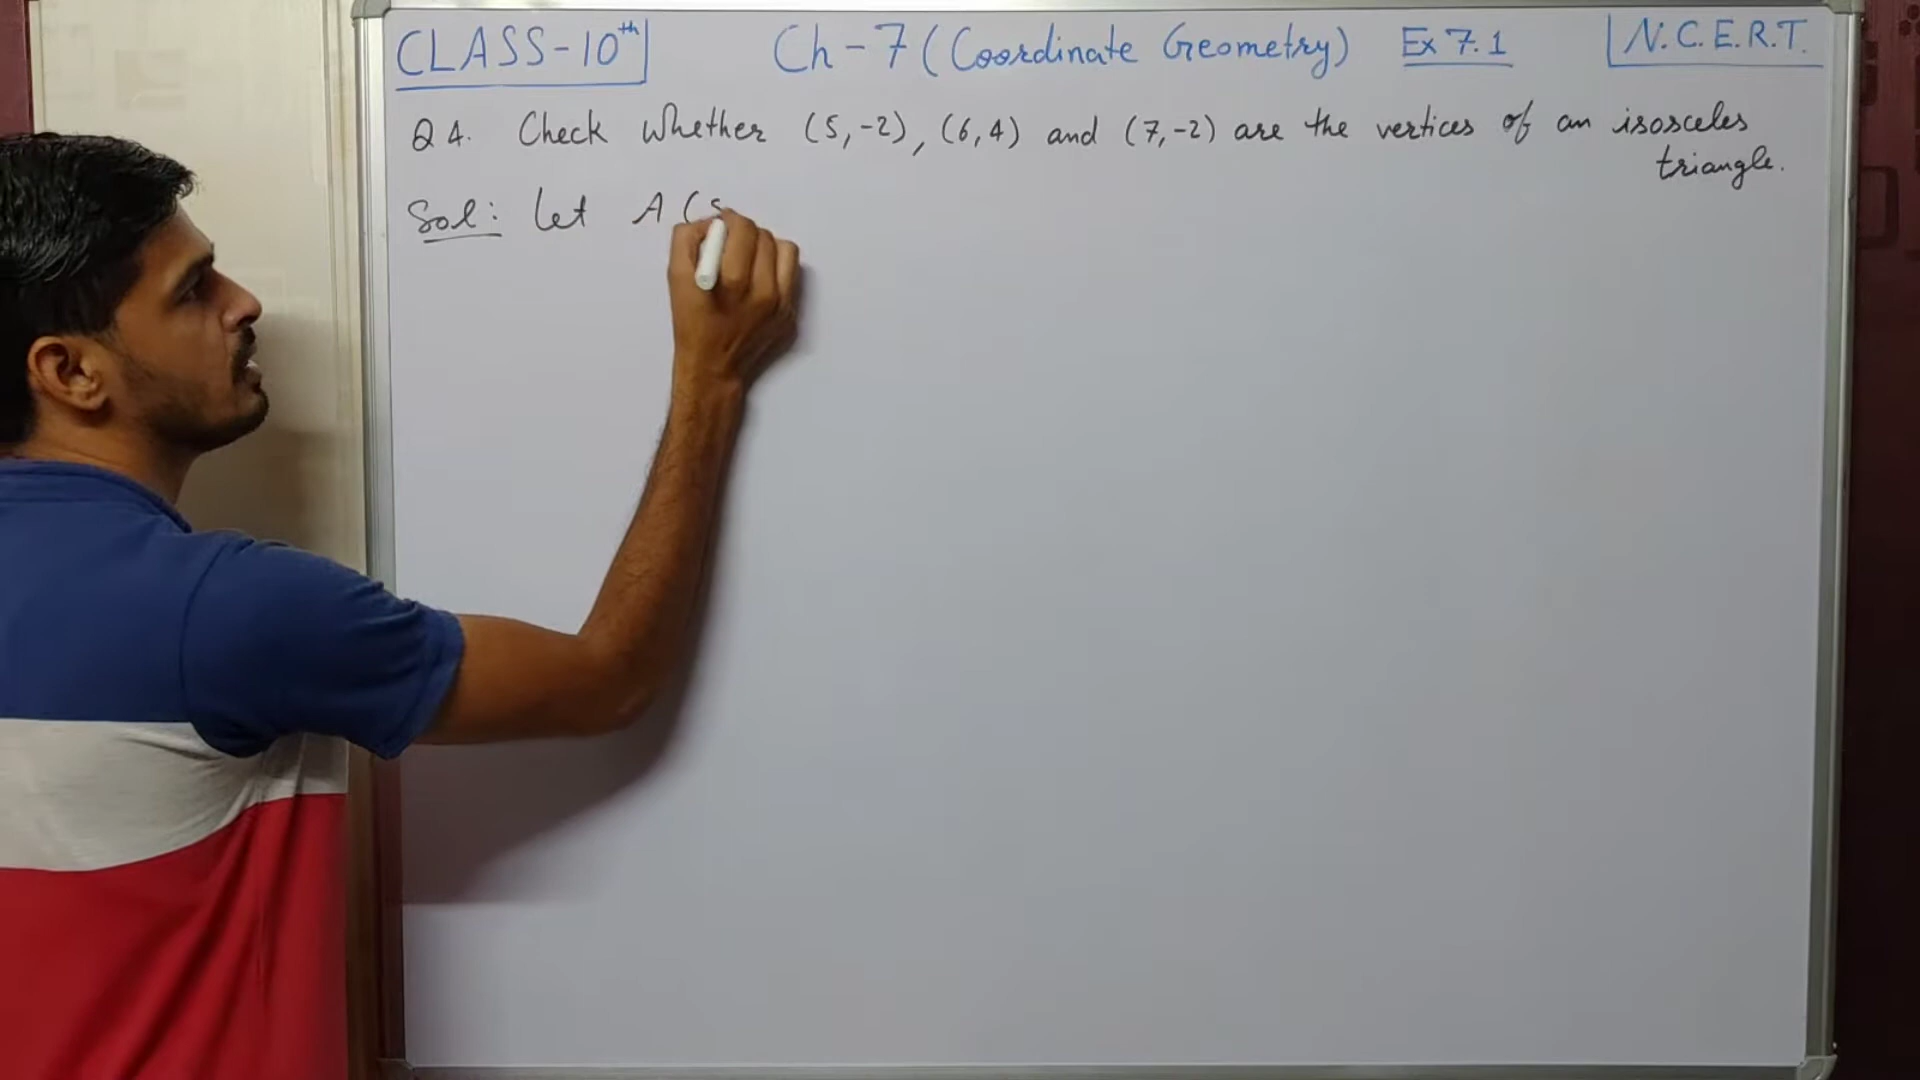 CLASS-10th Ch-7 (Coordinate Geometry) Ex 7.1 N.C.E.R.T.
Q4. Check whether (5,-2), (6,4) and (7,-2) are the vertices of an isosceles
triangle.
Sol: Let A(5